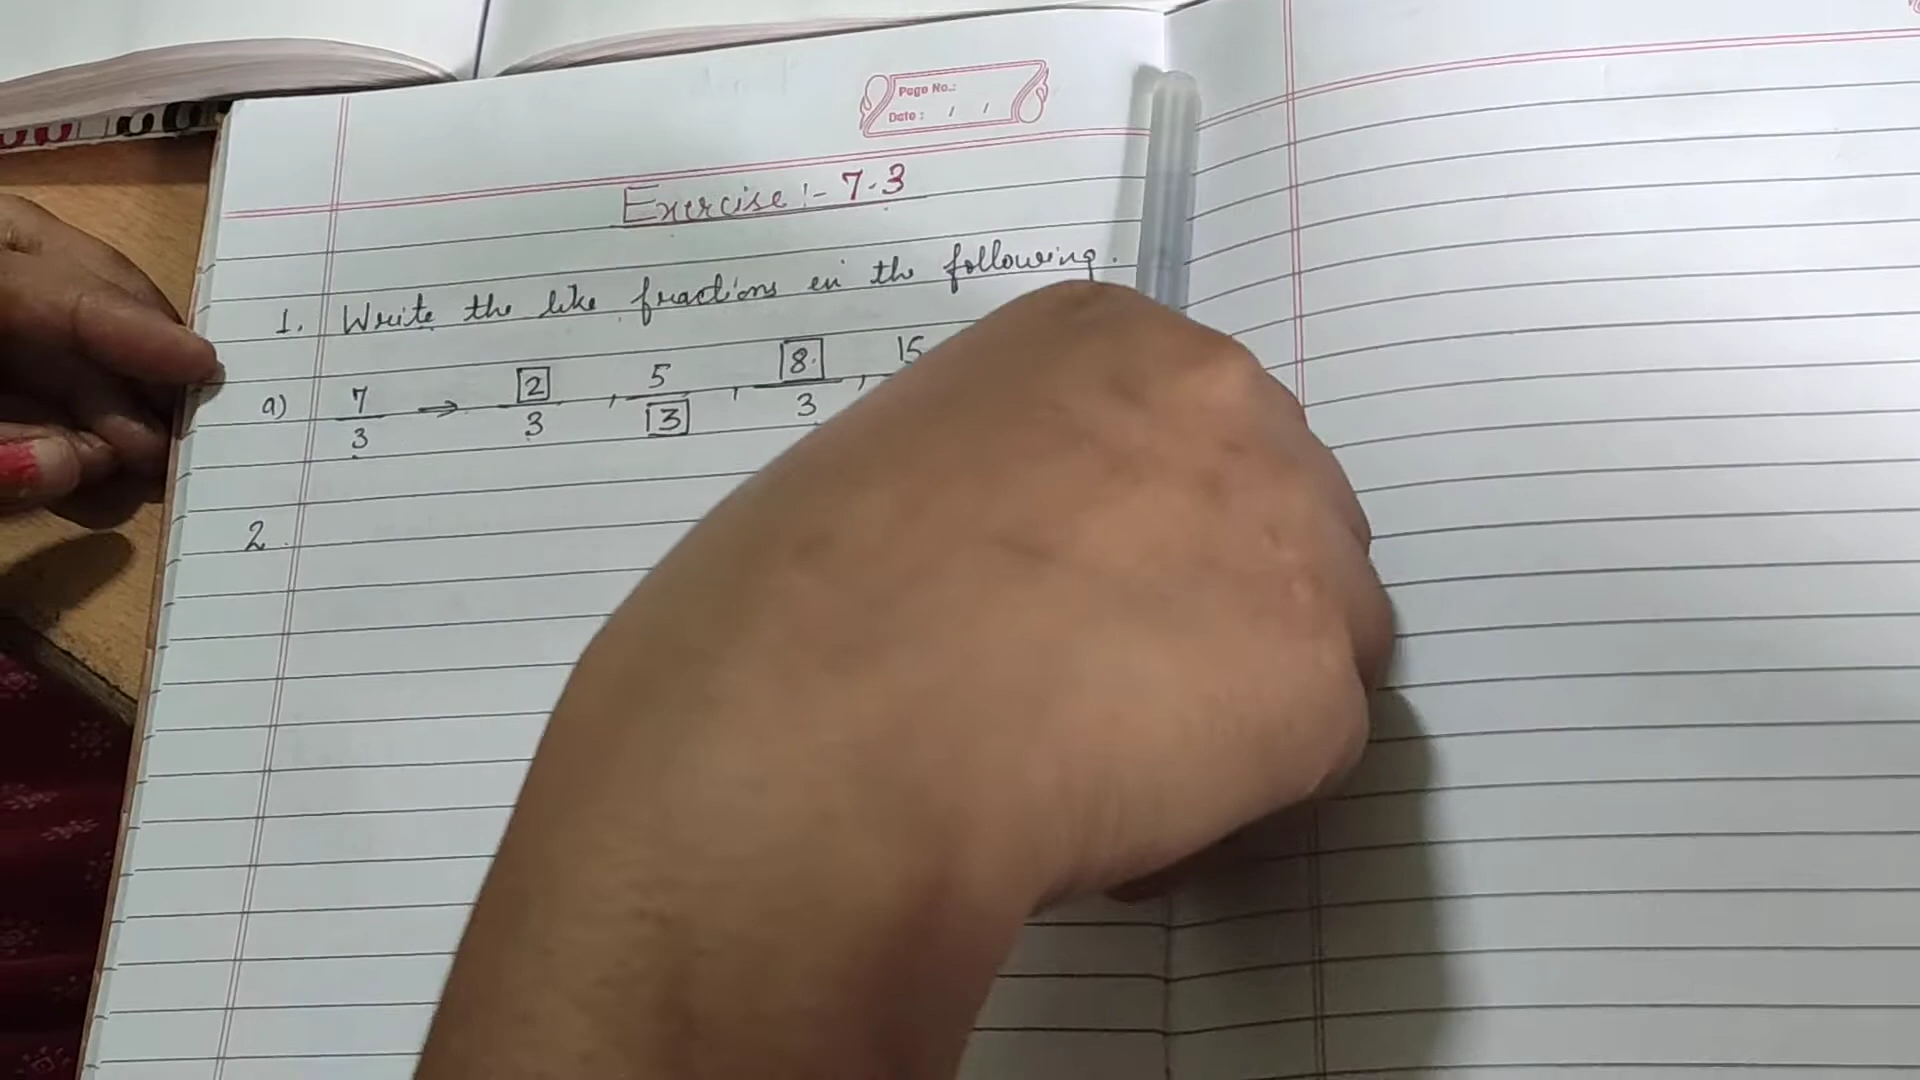 Page No.:
Date : / /
Exercise :- 7.3
1. Write the like fractions in the following.
a) 7/3 → 2/3 , 5/3 , 8/3 , 15
2.